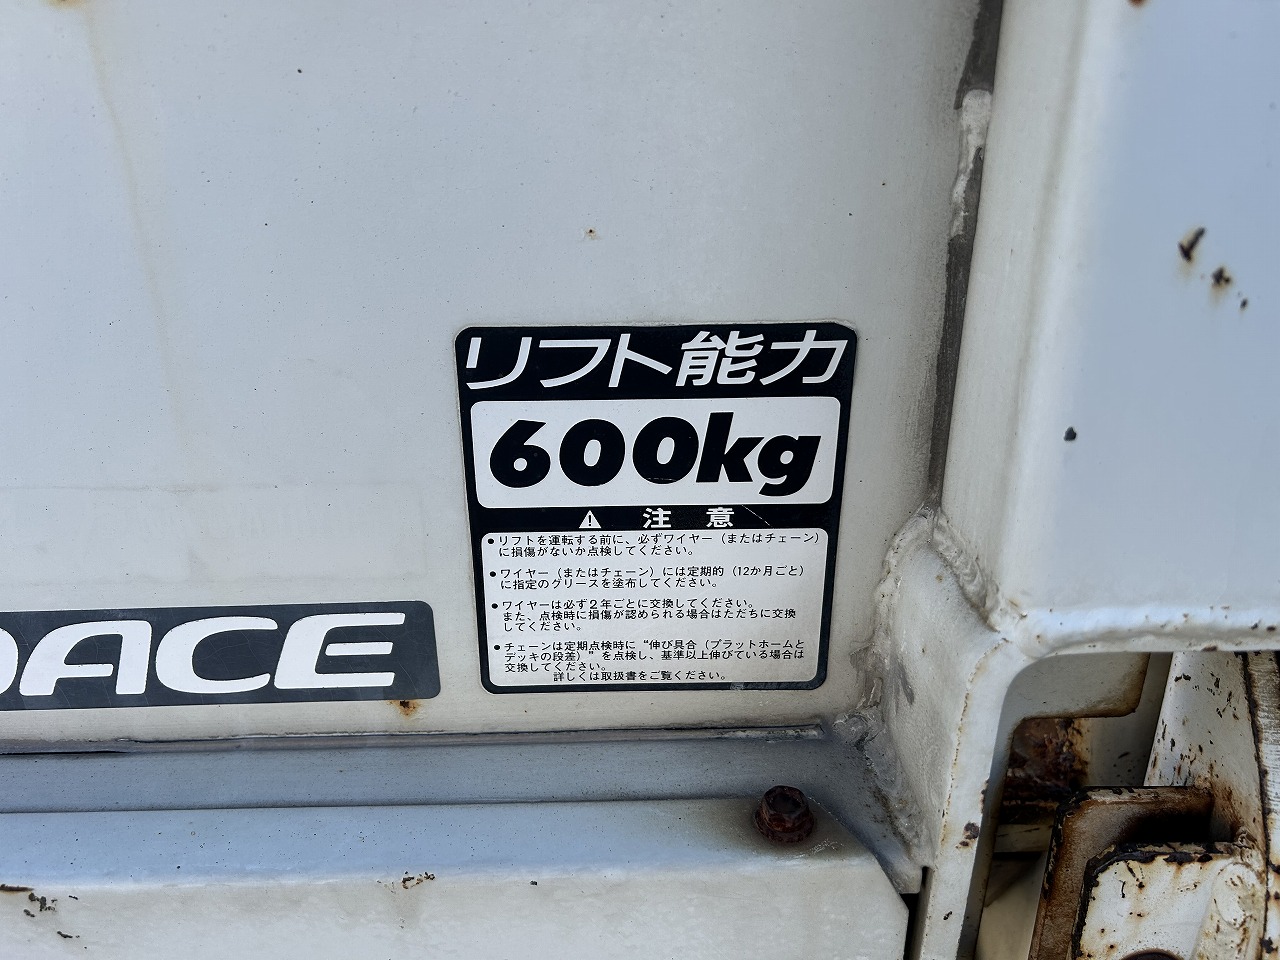 リフト能力
600kg
⚠ 注意
●リフトを運転する前に、必ずワイヤー（またはチェーン）
に損傷がないか点検してください。
●ワイヤー（またはチェーン）には定期的（12か月ごと）
に指定のグリースを塗布してください。
●ワイヤーは必ず2年ごとに交換してください。
また、点検時に損傷が認められる場合はただちに交換
してください。
●チェーンは定期点検時に“伸び具合（プラットホームと
デッキの段差）”を点検し、基準以上伸びている場合は
交換してください。
詳しくは取扱書をご覧ください。
ACE